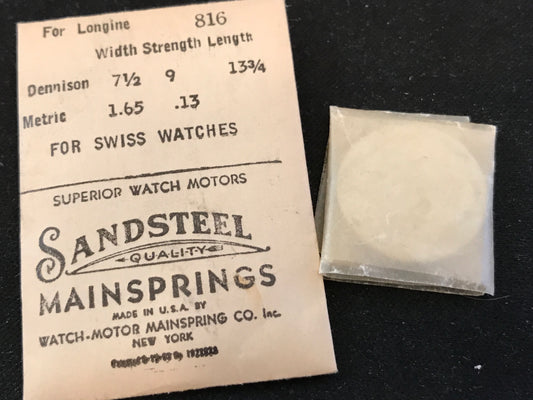 For Longine 816
Width Strength Length
Dennison 7½ 9 13¾
Metric 1.65 .13
FOR SWISS WATCHES
SUPERIOR WATCH MOTORS
SANDSTEEL
QUALITY
MAINSPRINGS
MADE IN U.S.A. BY
WATCH-MOTOR MAINSPRING CO. Inc.
NEW YORK